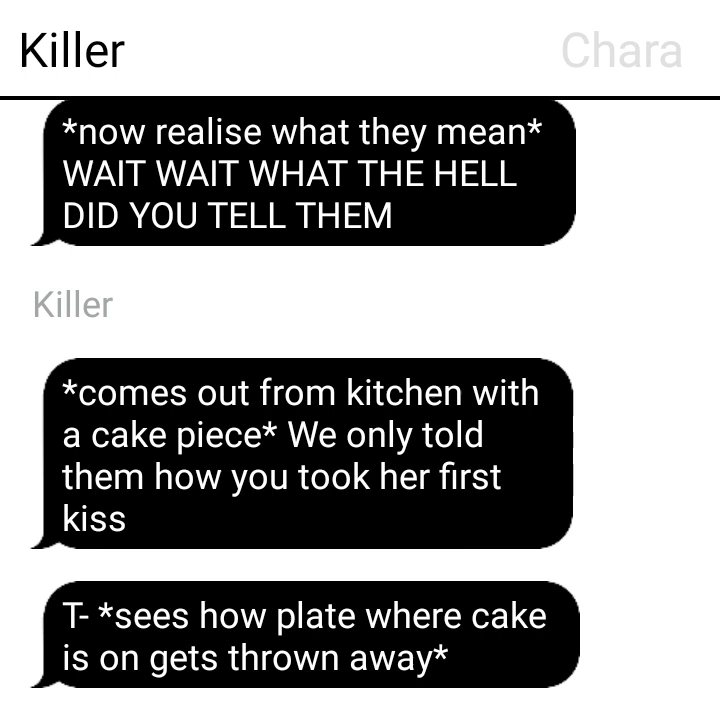 Killer Chara
*now realise what they mean*
WAIT WAIT WHAT THE HELL
DID YOU TELL THEM
Killer
*comes out from kitchen with
a cake piece* We only told
them how you took her first
kiss
T- *sees how plate where cake
is on gets thrown away*